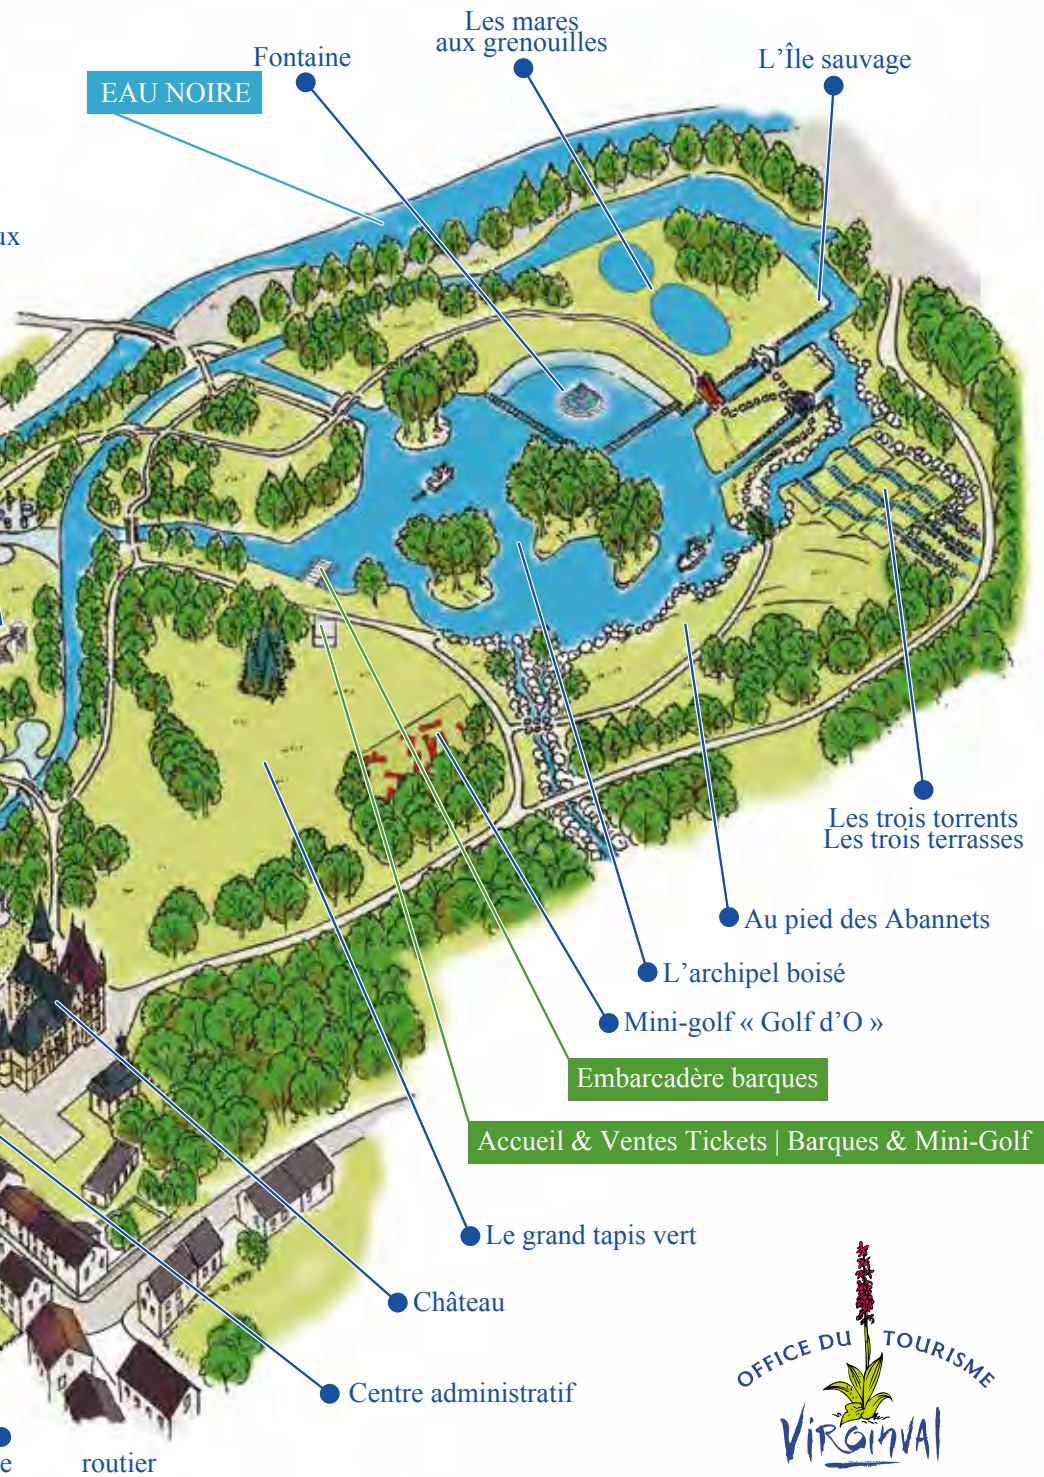 Les mares
aux grenouilles
Fontaine
L'Île sauvage
EAU NOIRE
ux
Les trois torrents
Les trois terrasses
Au pied des Abannets
L'archipel boisé
Mini-golf « Golf d'O »
Embarcadère barques
Accueil & Ventes Tickets | Barques & Mini-Golf
Le grand tapis vert
Château
Centre administratif
OFFICE DU TOURISME
VIROINVAL
e routier